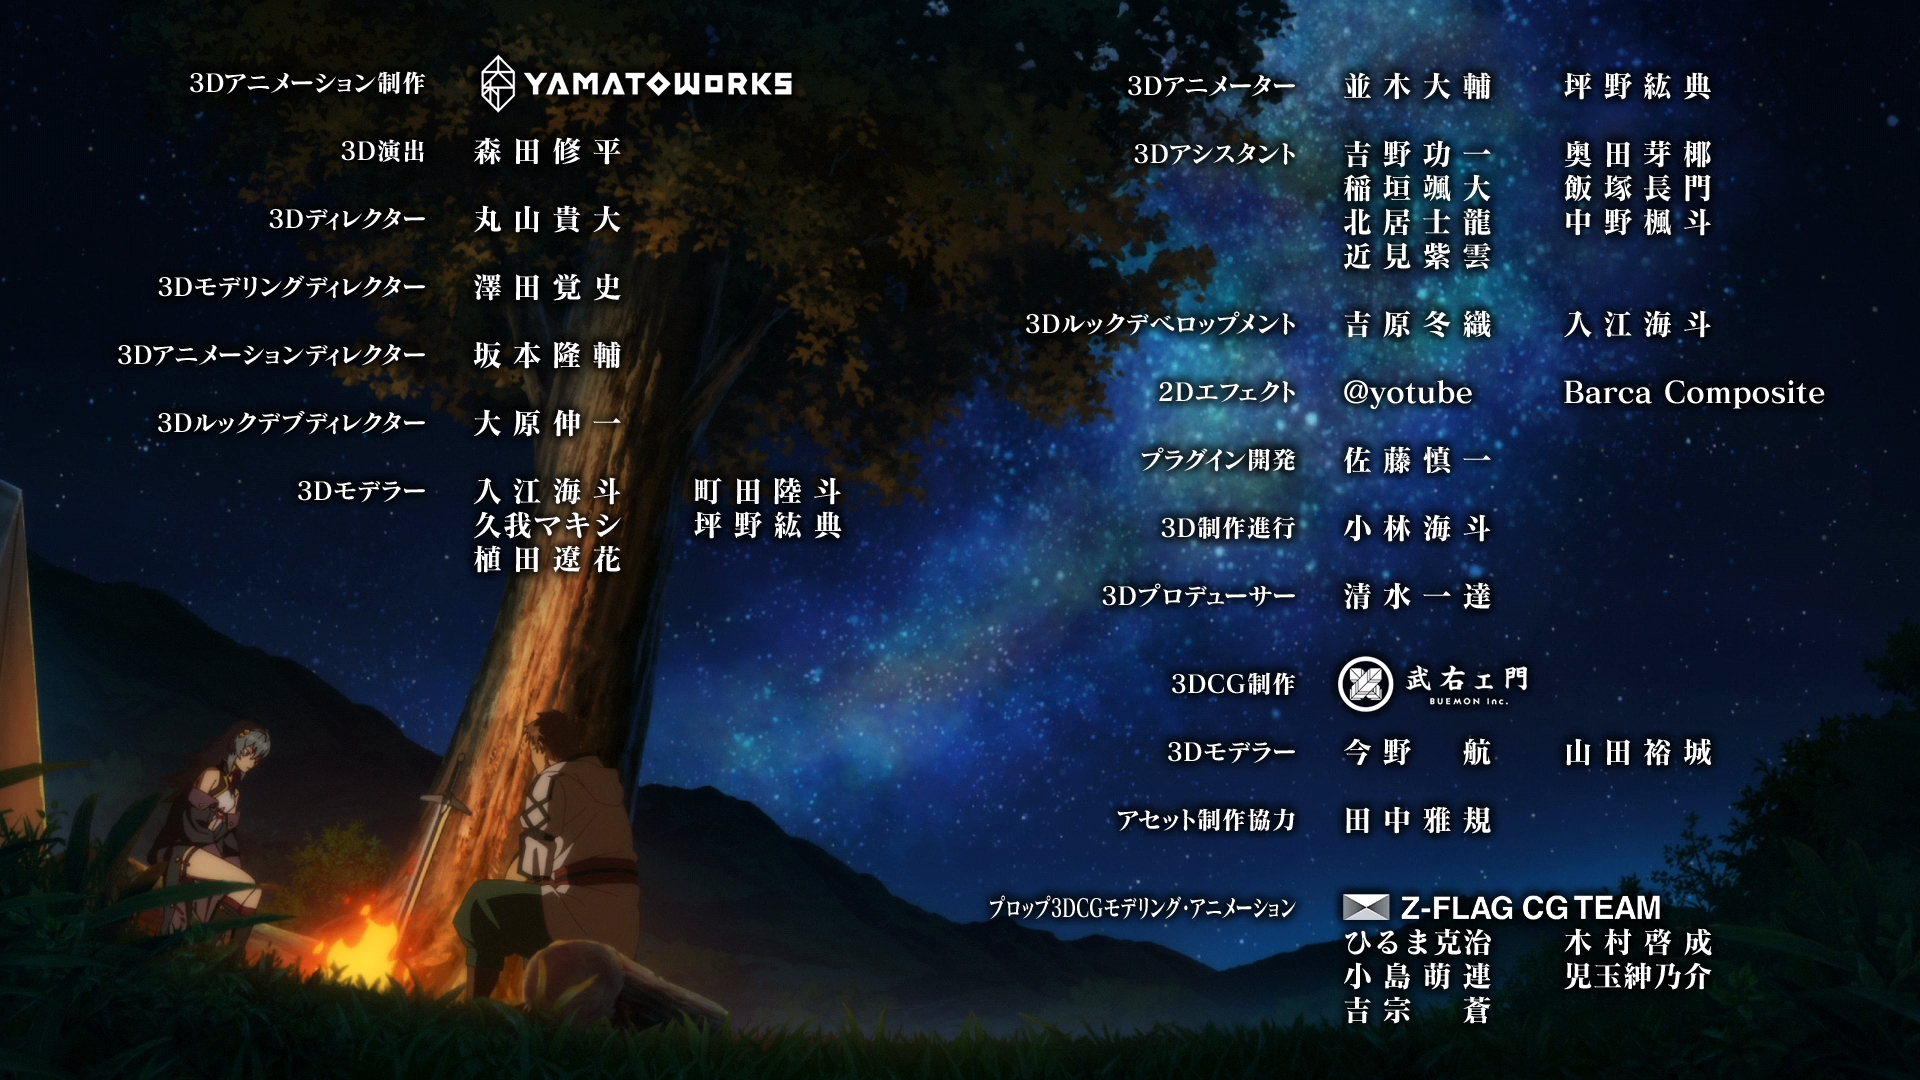 3Dアニメーション制作 YAMATOWORKS
3D演出 森田修平
3Dディレクター 丸山貴大
3Dモデリングディレクター 澤田覚史
3Dアニメーションディレクター 坂本隆輔
3Dルックデブディレクター 大原伸一
3Dモデラー 入江海斗 町田陸斗
久我マキシ 坪野紘典
植田遼花
3Dアニメーター 並木大輔 坪野紘典
3Dアシスタント 吉野功一 奥田芽椰
稲垣颯大 飯塚長門
北居士龍 中野楓斗
近見紫雲
3Dルックデベロップメント 吉原冬織 入江海斗
2Dエフェクト @yotube Barca Composite
プラグイン開発 佐藤慎一
3D制作進行 小林海斗
3Dプロデューサー 清水一達
3DCG制作 武右ェ門
BUEMON Inc.
3Dモデラー 今野 航 山田裕城
アセット制作協力 田中雅規
プロップ3DCGモデリング・アニメーション Z-FLAG CG TEAM
ひるま克治 木村啓成
小島萌連 児玉紳乃介
吉宗 蒼